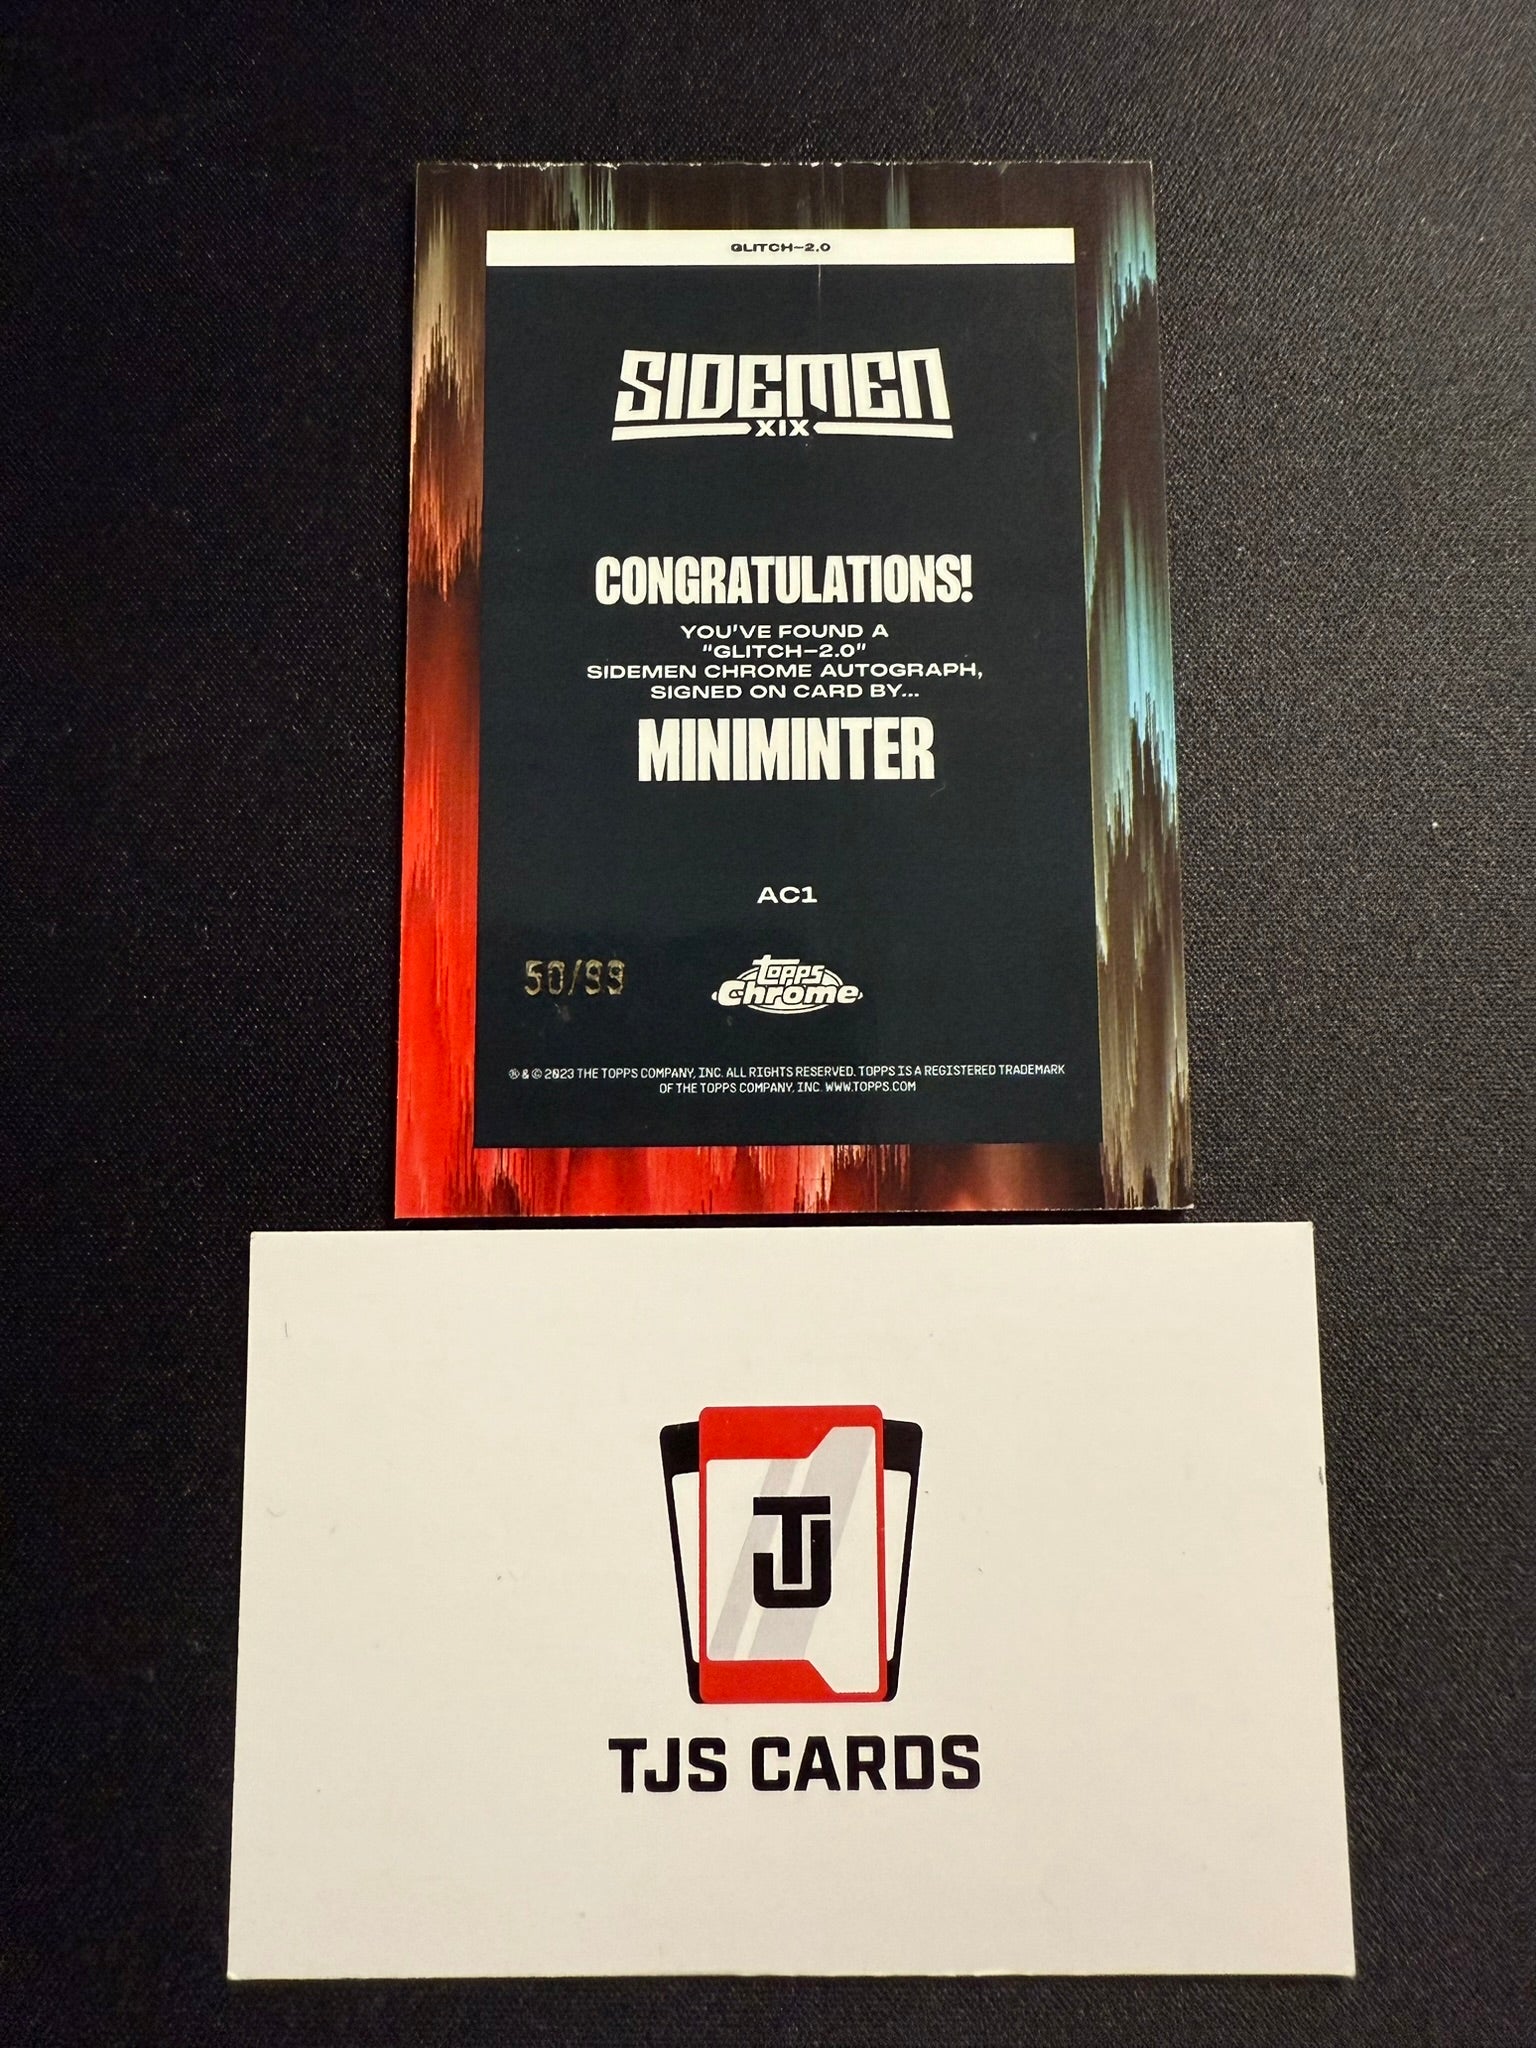 GLITCH-2.0
SIDEMEN
XIX
CONGRATULATIONS!
YOU'VE FOUND A
"GLITCH-2.0"
SIDEMEN CHROME AUTOGRAPH,
SIGNED ON CARD BY...
MINIMINTER
AC1
50/99
Topps
Chrome
® & © 2023 THE TOPPS COMPANY, INC. ALL RIGHTS RESERVED. TOPPS IS A REGISTERED TRADEMARK
OF THE TOPPS COMPANY, INC. WWW.TOPPS.COM
TJ
TJS CARDS